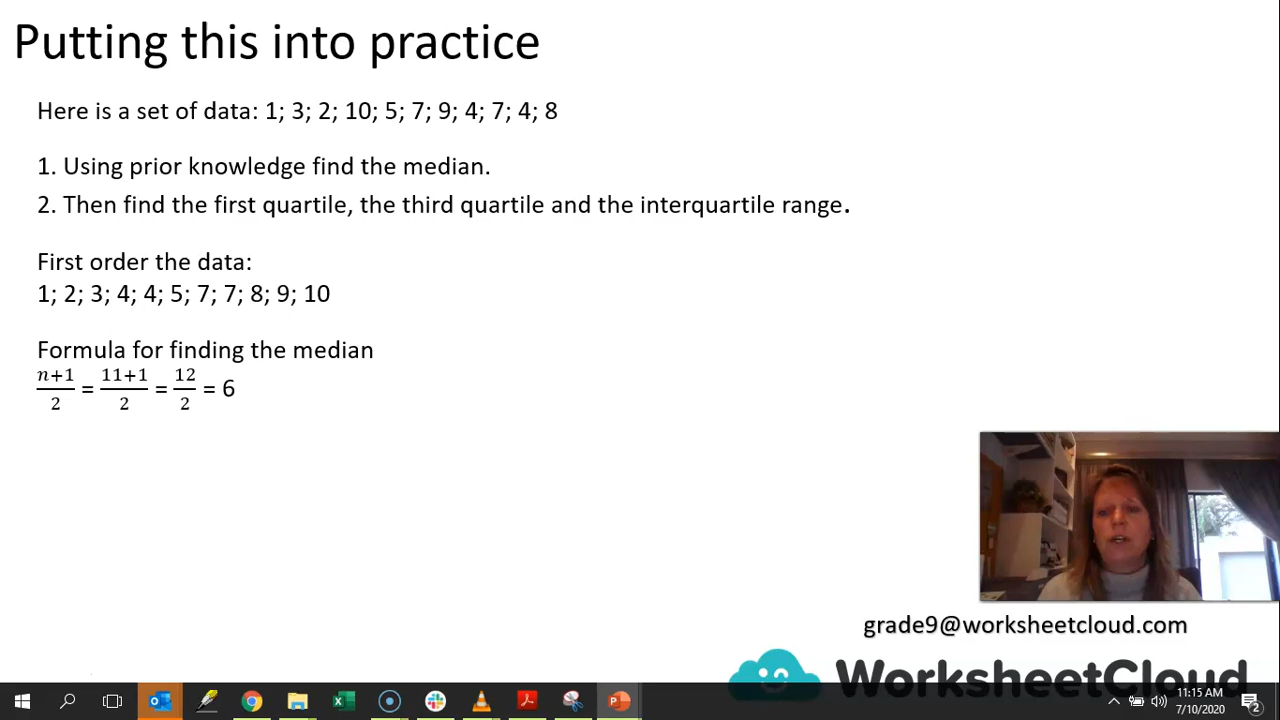 Putting this into practice
Here is a set of data: 1; 3; 2; 10; 5; 7; 9; 4; 7; 4; 8
1. Using prior knowledge find the median.
2. Then find the first quartile, the third quartile and the interquartile range.
First order the data:
1; 2; 3; 4; 4; 5; 7; 7; 8; 9; 10
Formula for finding the median
n+1/2 = 11+1/2 = 12/2 = 6
grade9@worksheetcloud.com
WorksheetCloud
11:15 AM
7/10/2020
2